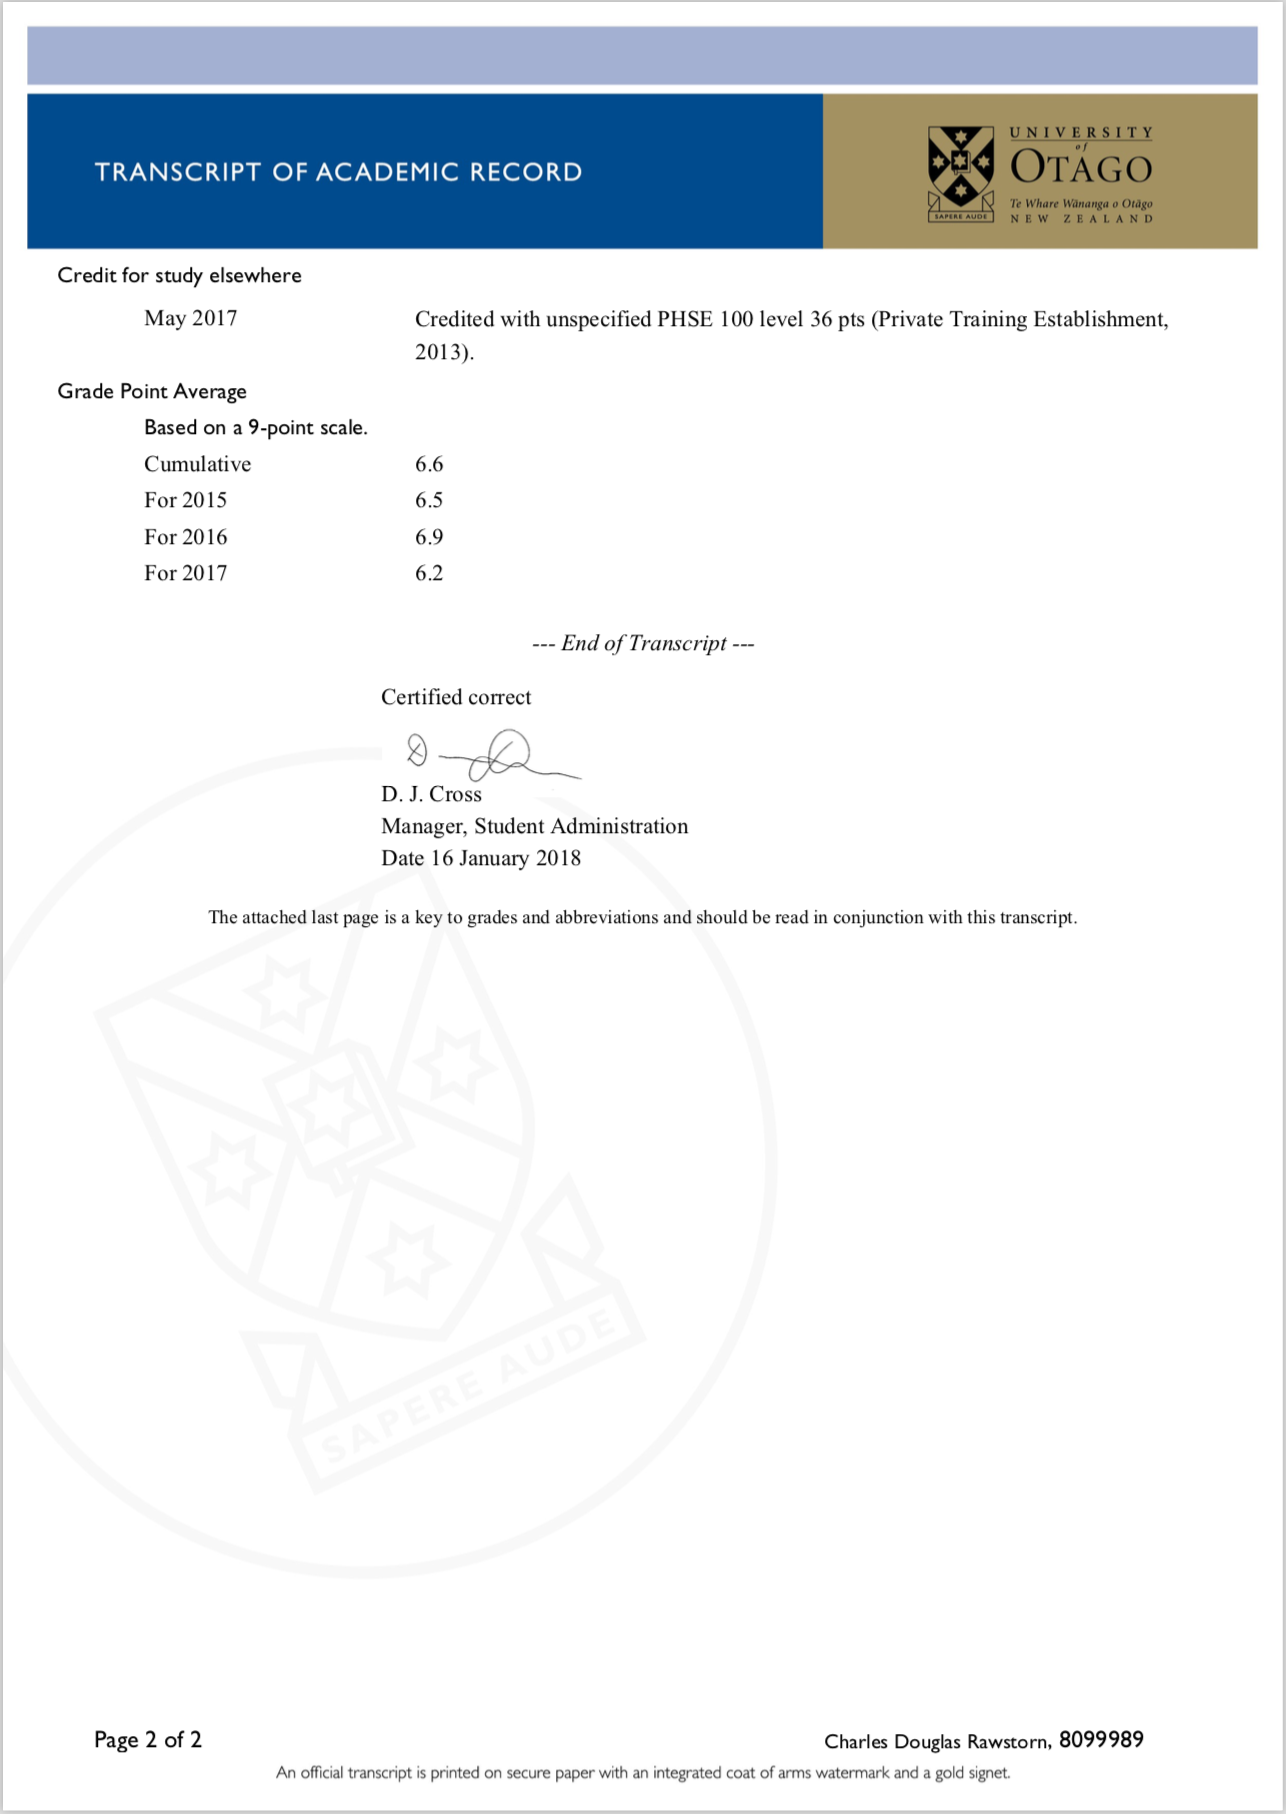 TRANSCRIPT OF ACADEMIC RECORD
UNIVERSITY
of
OTAGO
Te Whare Wānanga o Otāgo
NEW ZEALAND
SAPERE AUDE
Credit for study elsewhere
May 2017 Credited with unspecified PHSE 100 level 36 pts (Private Training Establishment,
2013).
Grade Point Average
Based on a 9-point scale.
Cumulative 6.6
For 2015 6.5
For 2016 6.9
For 2017 6.2
--- End of Transcript ---
Certified correct
D. J. Cross
Manager, Student Administration
Date 16 January 2018
The attached last page is a key to grades and abbreviations and should be read in conjunction with this transcript.
SAPERE AUDE
Page 2 of 2 Charles Douglas Rawstorn, 8099989
An official transcript is printed on secure paper with an integrated coat of arms watermark and a gold signet.